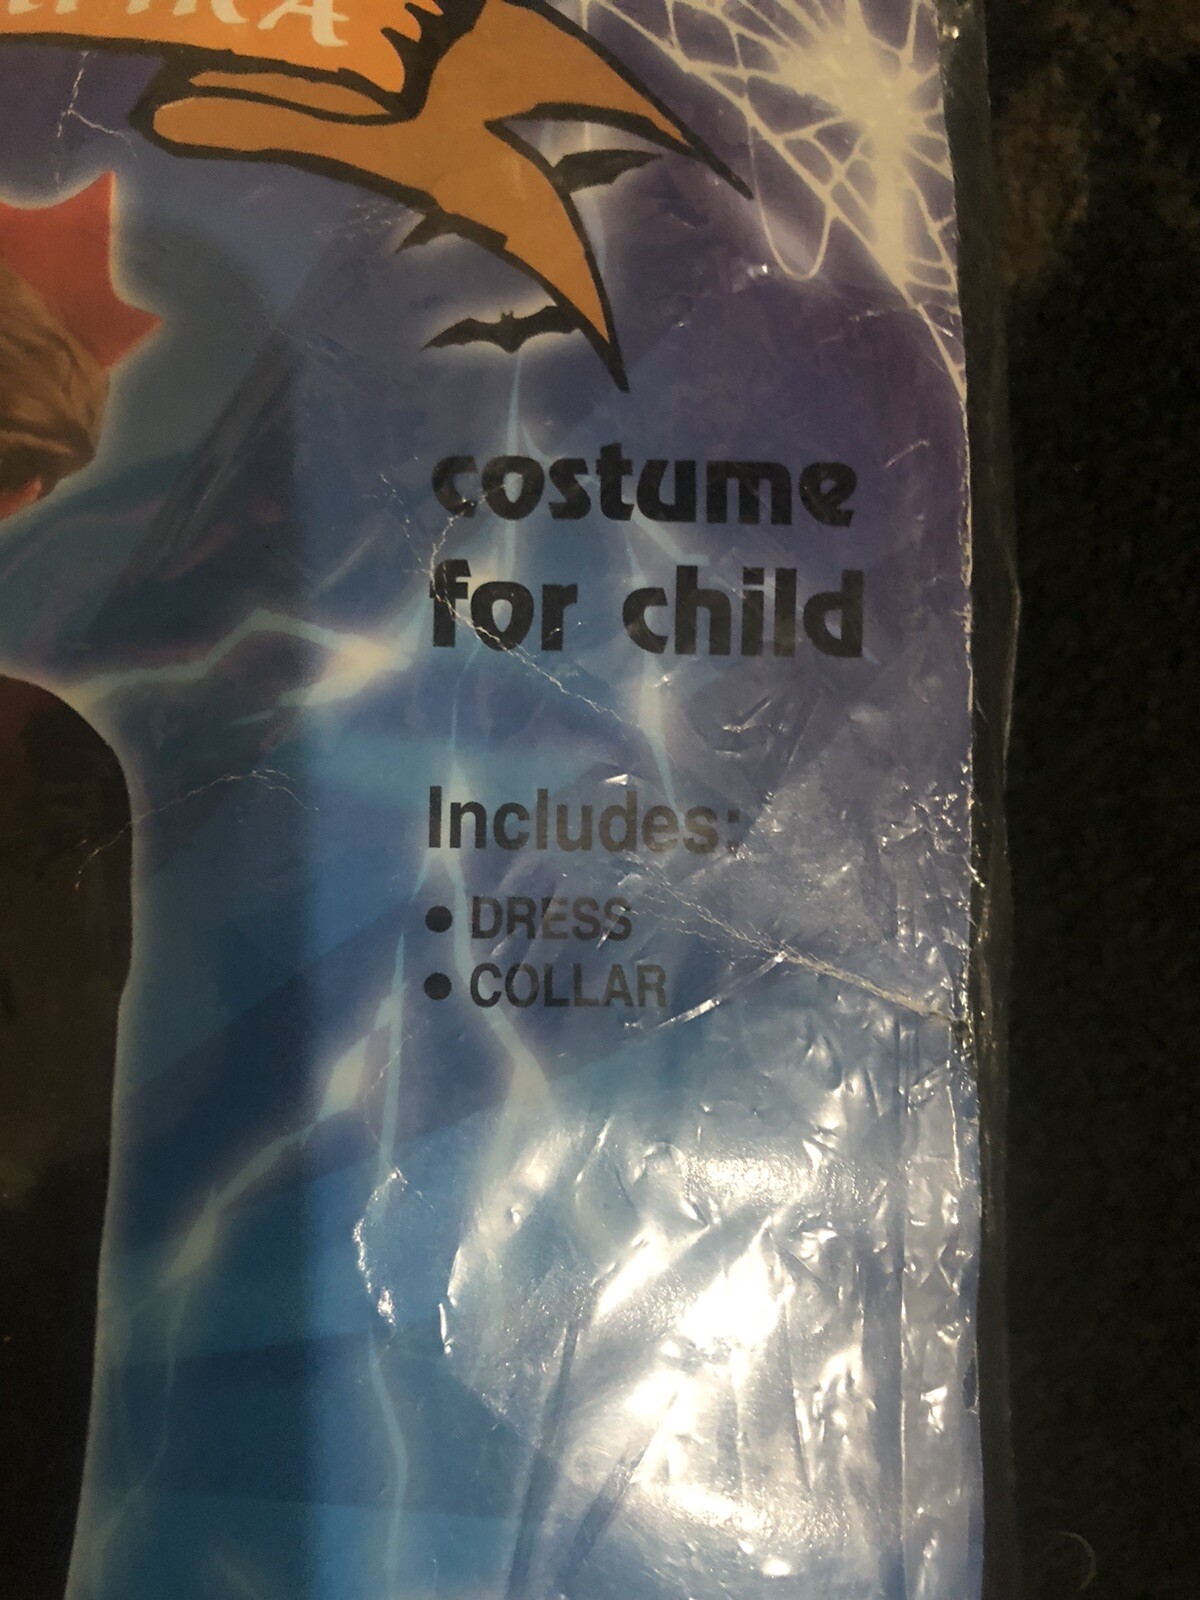 costume
for child
Includes:
• DRESS
• COLLAR